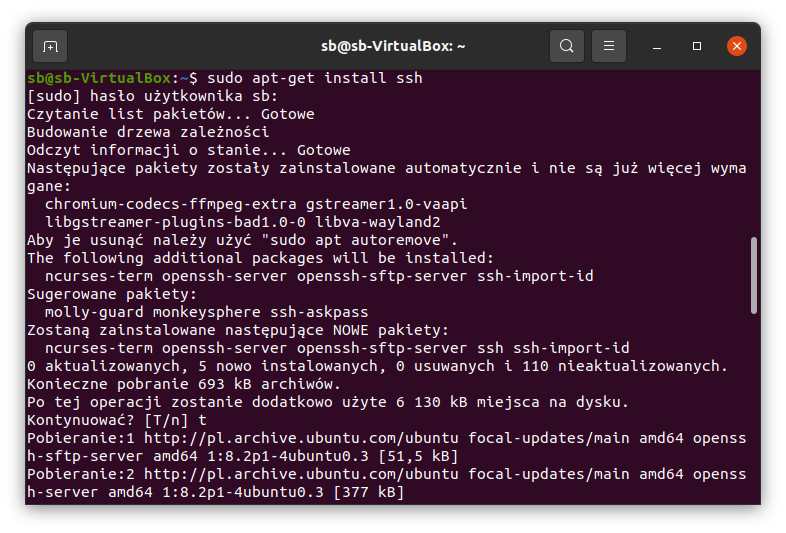 sb@sb-VirtualBox: ~
sb@sb-VirtualBox:~$ sudo apt-get install ssh
[sudo] hasło użytkownika sb:
Czytanie list pakietów... Gotowe
Budowanie drzewa zależności
Odczyt informacji o stanie... Gotowe
Następujące pakiety zostały zainstalowane automatycznie i nie są już więcej wyma
gane:
  chromium-codecs-ffmpeg-extra gstreamer1.0-vaapi
  libgstreamer-plugins-bad1.0-0 libva-wayland2
Aby je usunąć należy użyć "sudo apt autoremove".
The following additional packages will be installed:
  ncurses-term openssh-server openssh-sftp-server ssh-import-id
Sugerowane pakiety:
  molly-guard monkeysphere ssh-askpass
Zostaną zainstalowane następujące NOWE pakiety:
  ncurses-term openssh-server openssh-sftp-server ssh ssh-import-id
0 aktualizowanych, 5 nowo instalowanych, 0 usuwanych i 110 nieaktualizowanych.
Konieczne pobranie 693 kB archiwów.
Po tej operacji zostanie dodatkowo użyte 6 130 kB miejsca na dysku.
Kontynuować? [T/n] t
Pobieranie:1 http://pl.archive.ubuntu.com/ubuntu focal-updates/main amd64 openss
h-sftp-server amd64 1:8.2p1-4ubuntu0.3 [51,5 kB]
Pobieranie:2 http://pl.archive.ubuntu.com/ubuntu focal-updates/main amd64 openss
h-server amd64 1:8.2p1-4ubuntu0.3 [377 kB]